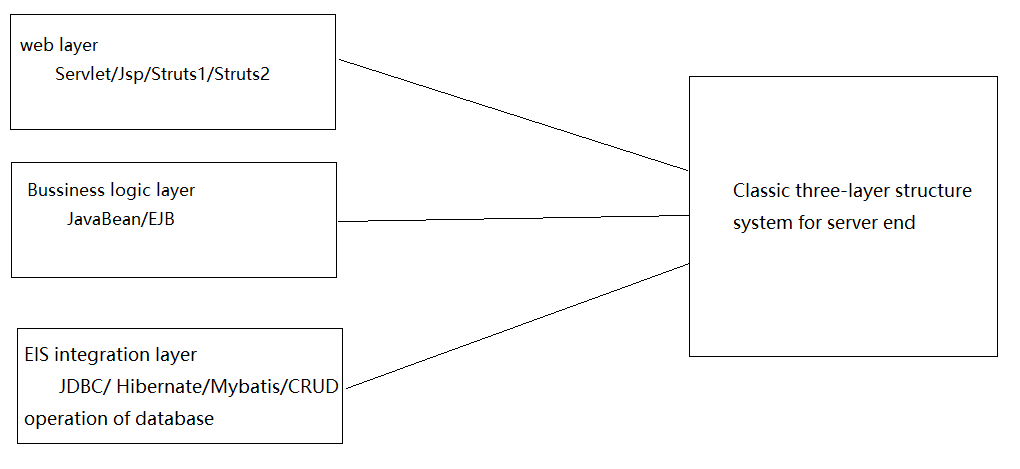 web layer
Servlet/Jsp/Struts1/Struts2
Bussiness logic layer
JavaBean/EJB
EIS integration layer
JDBC/ Hibernate/Mybatis/CRUD
operation of database
Classic three-layer structure
system for server end